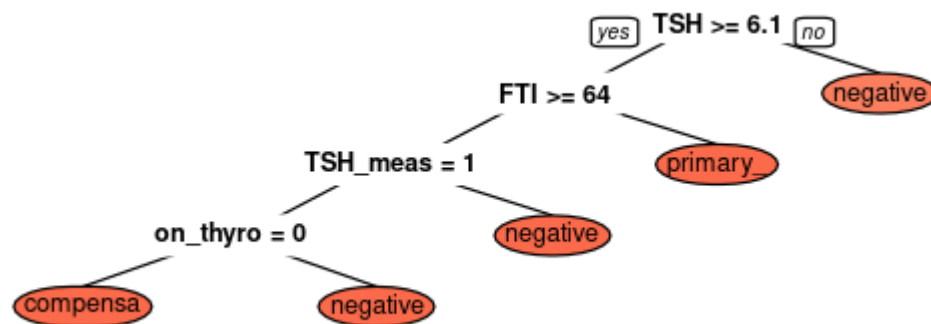 yes TSH >= 6.1 no
FTI >= 64 negative
TSH_meas = 1 primary_
on_thyro = 0 negative
compensa negative